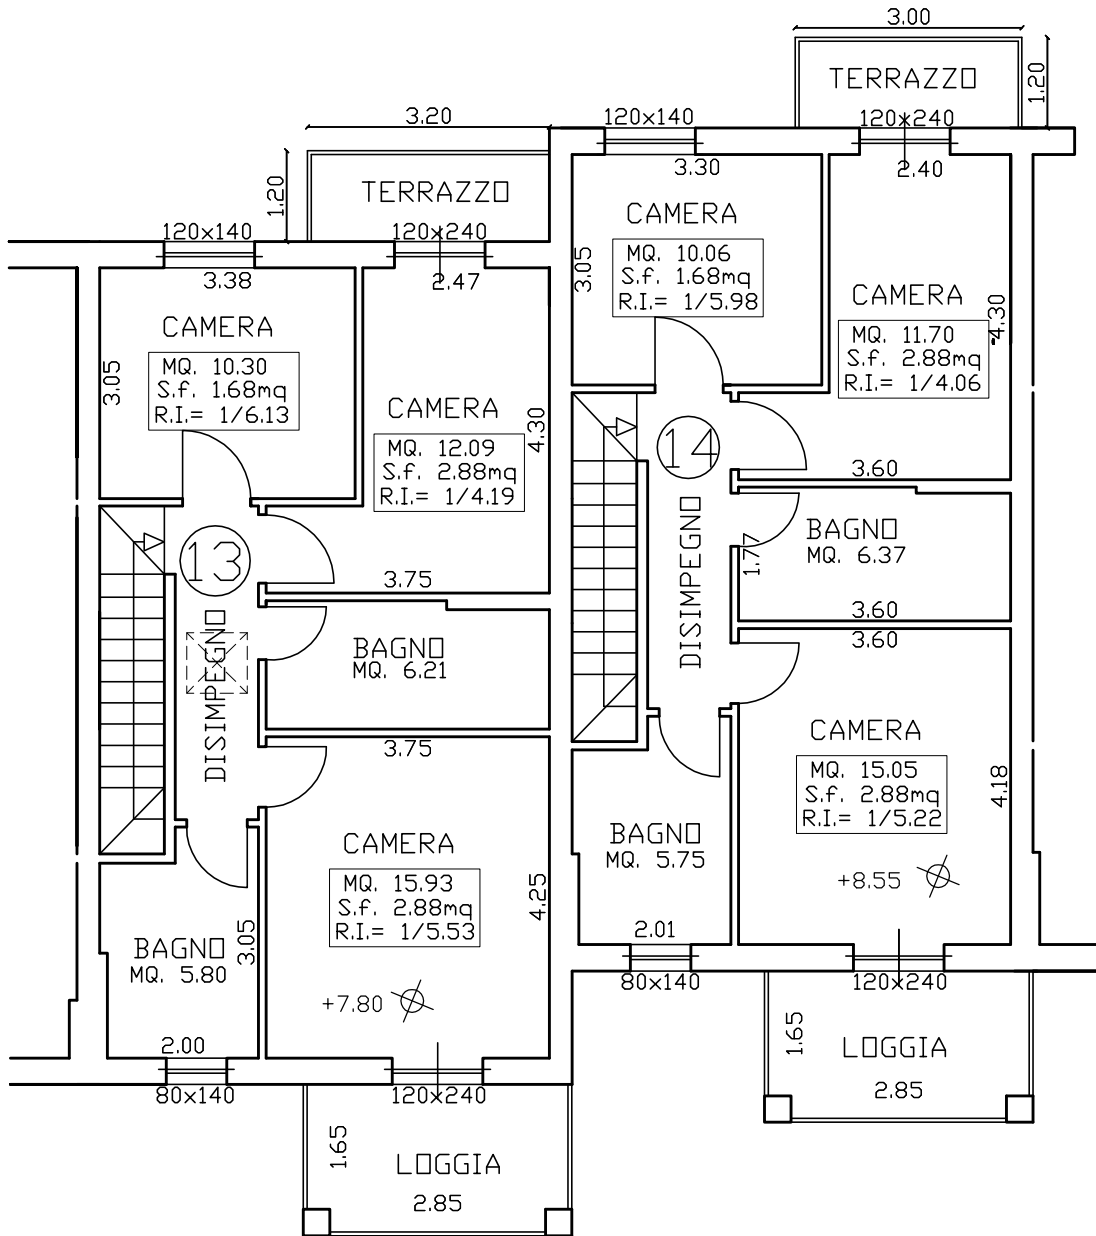 3.00
TERRAZZO
1.20
120x140
120x240
3.20
3.30
2.40
TERRAZZO
1.20
CAMERA
MQ. 10.06
S.f. 1.68mq
R.I.= 1/5.98
3.05
120x140
120x240
3.38
2.47
CAMERA
MQ. 11.70
S.f. 2.88mq
R.I.= 1/4.06
4.30
CAMERA
MQ. 10.30
S.f. 1.68mq
R.I.= 1/6.13
3.05
CAMERA
MQ. 12.09
S.f. 2.88mq
R.I.= 1/4.19
4.30
14
3.60
DISIMPEGNO
BAGNO
MQ. 6.37
1.77
3.60
3.60
13
3.75
DISIMPEGNO
BAGNO
MQ. 6.21
3.75
CAMERA
MQ. 15.05
S.f. 2.88mq
R.I.= 1/5.22
4.18
+8.55
BAGNO
MQ. 5.75
2.01
80x140
120x240
CAMERA
MQ. 15.93
S.f. 2.88mq
R.I.= 1/5.53
4.25
+7.80
BAGNO
MQ. 5.80
3.05
2.00
80x140
120x240
1.65
LOGGIA
2.85
1.65
LOGGIA
2.85